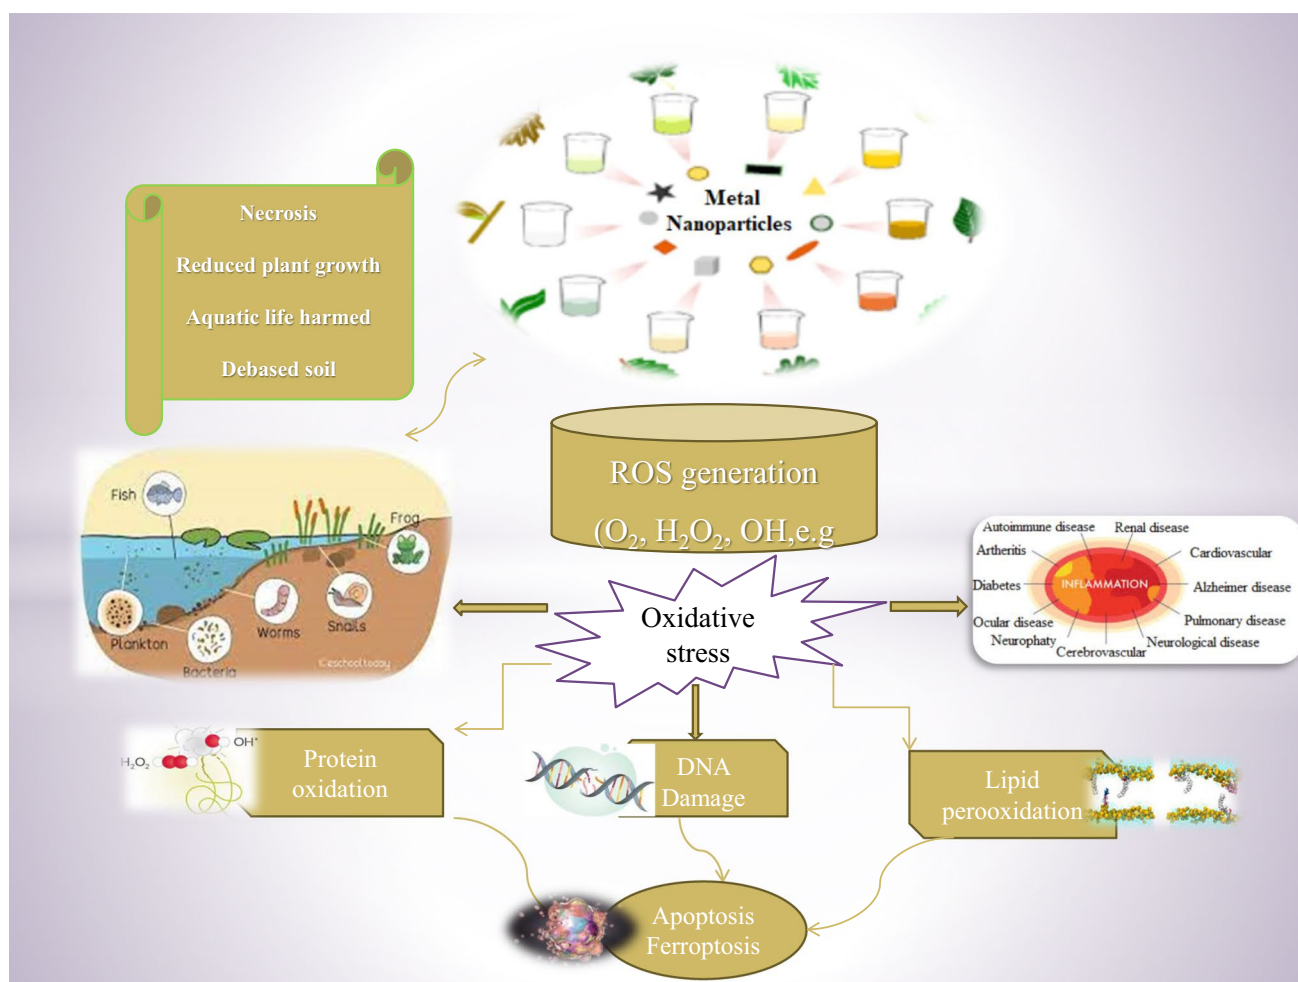 Metal
Nanoparticles
Necrosis
Reduced plant growth
Aquatic life harmed
Debased soil
ROS generation
(O₂, H₂O₂, OH,e.g
Fish
Frog
Worms
Snails
Plankton
Bacteria
©eschooltoday
Oxidative
stress
Autoimmune disease
Renal disease
Artheritis
Cardiovascular
Diabetes
INFLAMMATION
Alzheimer disease
Ocular disease
Pulmonary disease
Neurophaty
Neurological disease
Cerebrovascular
H₂O₂
OH•
Protein
oxidation
DNA
Damage
Lipid
perooxidation
Apoptosis
Ferroptosis